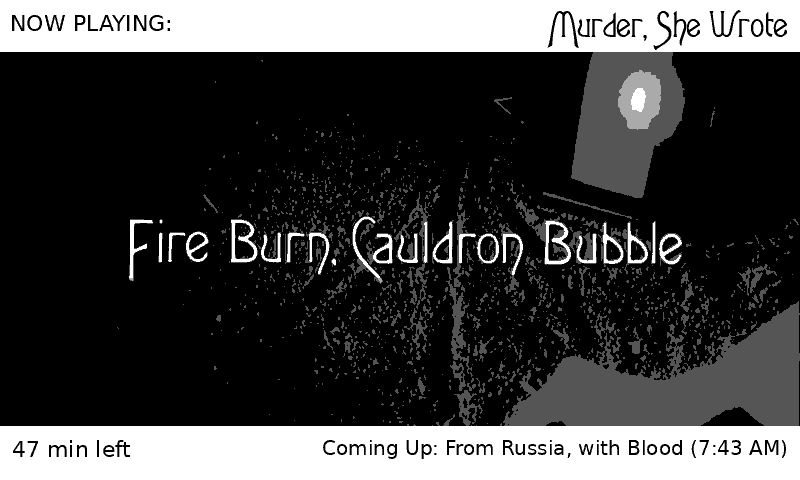 NOW PLAYING:
Murder, She Wrote
Fire Burn, Cauldron Bubble
47 min left
Coming Up: From Russia, with Blood (7:43 AM)